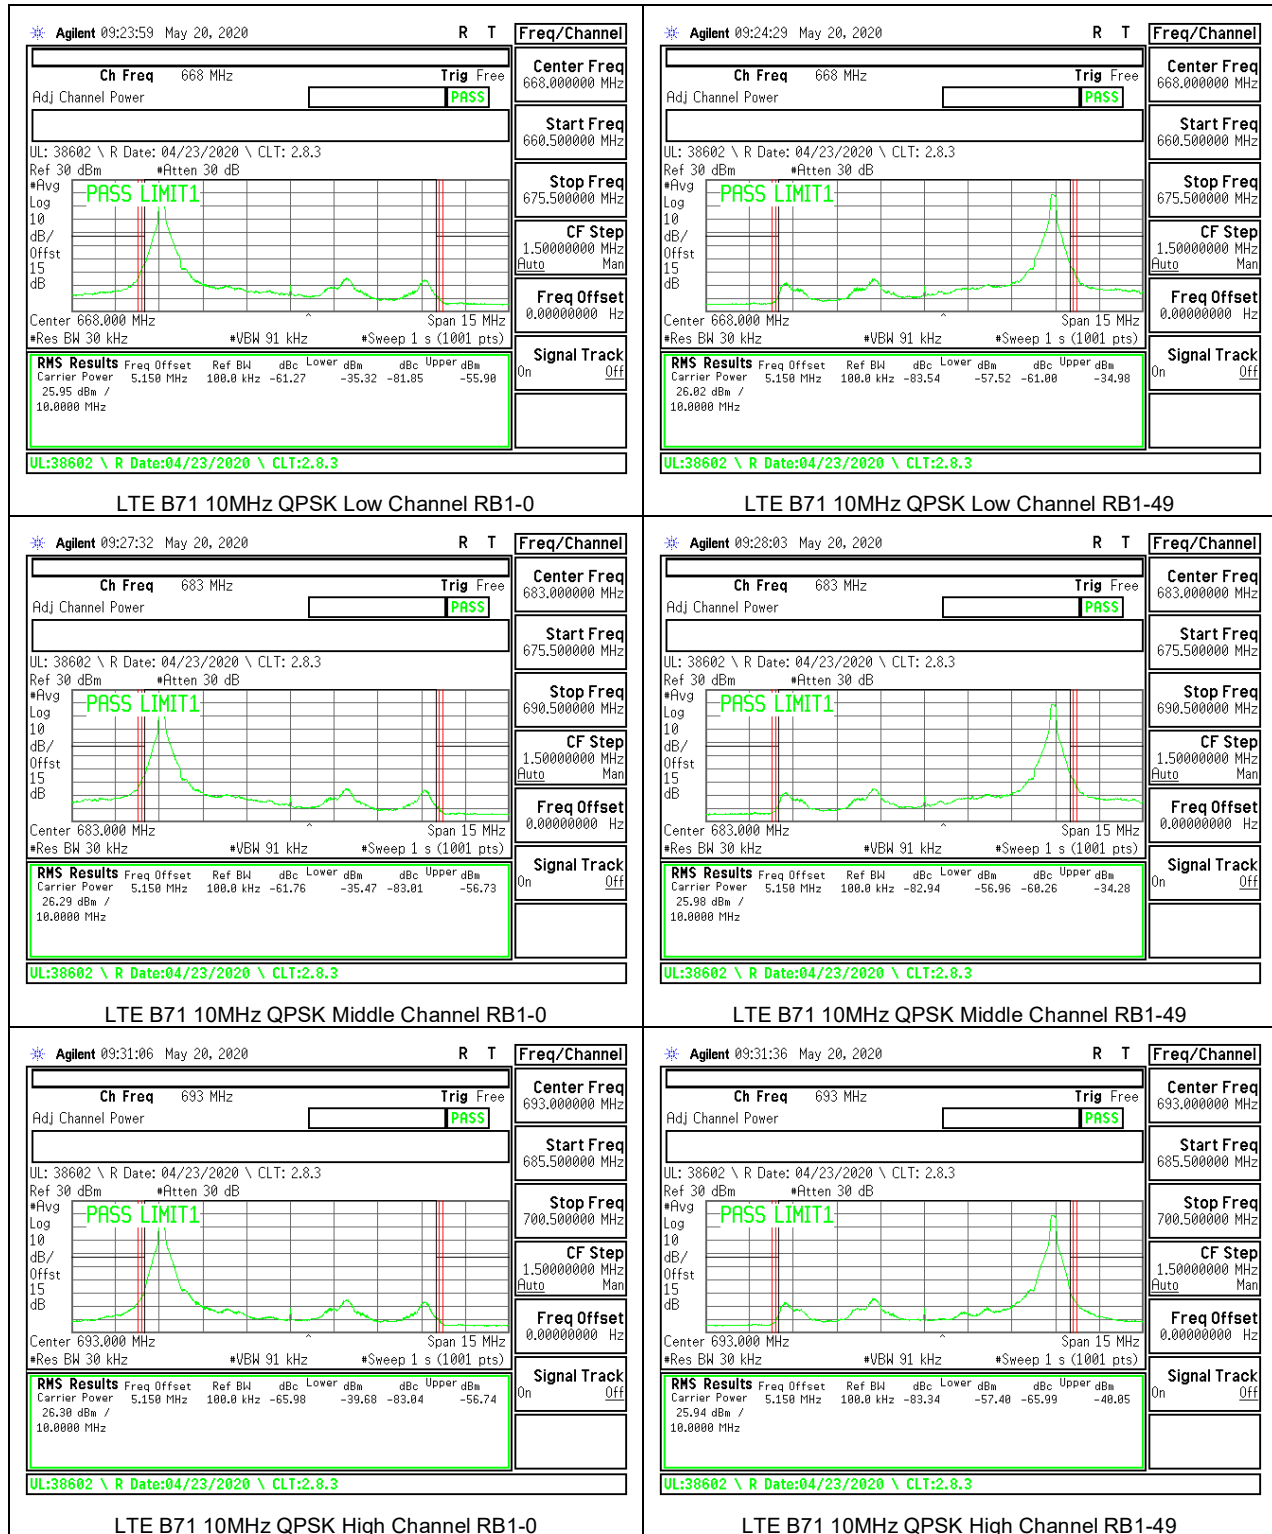 Agilent 09:23:59 May 20, 2020 R T Freq/Channel
Ch Freq 668 MHz Trig Free
Adj Channel Power PASS
UL: 38602 \ R Date: 04/23/2020 \ CLT: 2.8.3
Ref 30 dBm #Atten 30 dB
#Avg
Log
10
dB/
Offst
15
dB
PASS LIMIT1
Center 668.000 MHz ^ Span 15 MHz
#Res BW 30 kHz #VBW 91 kHz #Sweep 1 s (1001 pts)
RMS Results Freq Offset Ref BW dBc Lower dBm dBc Upper dBm
Carrier Power 5.150 MHz 100.0 kHz -61.27 -35.32 -81.85 -55.90
25.95 dBm /
10.0000 MHz
UL:38602 \ R Date:04/23/2020 \ CLT:2.8.3
Center Freq
668.000000 MHz
Start Freq
660.500000 MHz
Stop Freq
675.500000 MHz
CF Step
1.50000000 MHz
Auto Man
Freq Offset
0.00000000 Hz
Signal Track
On Off
LTE B71 10MHz QPSK Low Channel RB1-0
Agilent 09:24:29 May 20, 2020 R T Freq/Channel
Ch Freq 668 MHz Trig Free
Adj Channel Power PASS
UL: 38602 \ R Date: 04/23/2020 \ CLT: 2.8.3
Ref 30 dBm #Atten 30 dB
#Avg
Log
10
dB/
Offst
15
dB
PASS LIMIT1
Center 668.000 MHz ^ Span 15 MHz
#Res BW 30 kHz #VBW 91 kHz #Sweep 1 s (1001 pts)
RMS Results Freq Offset Ref BW dBc Lower dBm dBc Upper dBm
Carrier Power 5.150 MHz 100.0 kHz -83.54 -57.52 -61.00 -34.98
26.02 dBm /
10.0000 MHz
UL:38602 \ R Date:04/23/2020 \ CLT:2.8.3
Center Freq
668.000000 MHz
Start Freq
660.500000 MHz
Stop Freq
675.500000 MHz
CF Step
1.50000000 MHz
Auto Man
Freq Offset
0.00000000 Hz
Signal Track
On Off
LTE B71 10MHz QPSK Low Channel RB1-49
Agilent 09:27:32 May 20, 2020 R T Freq/Channel
Ch Freq 683 MHz Trig Free
Adj Channel Power PASS
UL: 38602 \ R Date: 04/23/2020 \ CLT: 2.8.3
Ref 30 dBm #Atten 30 dB
#Avg
Log
10
dB/
Offst
15
dB
PASS LIMIT1
Center 683.000 MHz ^ Span 15 MHz
#Res BW 30 kHz #VBW 91 kHz #Sweep 1 s (1001 pts)
RMS Results Freq Offset Ref BW dBc Lower dBm dBc Upper dBm
Carrier Power 5.150 MHz 100.0 kHz -61.76 -35.47 -83.01 -56.73
26.29 dBm /
10.0000 MHz
UL:38602 \ R Date:04/23/2020 \ CLT:2.8.3
Center Freq
683.000000 MHz
Start Freq
675.500000 MHz
Stop Freq
690.500000 MHz
CF Step
1.50000000 MHz
Auto Man
Freq Offset
0.00000000 Hz
Signal Track
On Off
LTE B71 10MHz QPSK Middle Channel RB1-0
Agilent 09:28:03 May 20, 2020 R T Freq/Channel
Ch Freq 683 MHz Trig Free
Adj Channel Power PASS
UL: 38602 \ R Date: 04/23/2020 \ CLT: 2.8.3
Ref 30 dBm #Atten 30 dB
#Avg
Log
10
dB/
Offst
15
dB
PASS LIMIT1
Center 683.000 MHz ^ Span 15 MHz
#Res BW 30 kHz #VBW 91 kHz #Sweep 1 s (1001 pts)
RMS Results Freq Offset Ref BW dBc Lower dBm dBc Upper dBm
Carrier Power 5.150 MHz 100.0 kHz -82.94 -56.96 -60.26 -34.28
25.98 dBm /
10.0000 MHz
UL:38602 \ R Date:04/23/2020 \ CLT:2.8.3
Center Freq
683.000000 MHz
Start Freq
675.500000 MHz
Stop Freq
690.500000 MHz
CF Step
1.50000000 MHz
Auto Man
Freq Offset
0.00000000 Hz
Signal Track
On Off
LTE B71 10MHz QPSK Middle Channel RB1-49
Agilent 09:31:06 May 20, 2020 R T Freq/Channel
Ch Freq 693 MHz Trig Free
Adj Channel Power PASS
UL: 38602 \ R Date: 04/23/2020 \ CLT: 2.8.3
Ref 30 dBm #Atten 30 dB
#Avg
Log
10
dB/
Offst
15
dB
PASS LIMIT1
Center 693.000 MHz ^ Span 15 MHz
#Res BW 30 kHz #VBW 91 kHz #Sweep 1 s (1001 pts)
RMS Results Freq Offset Ref BW dBc Lower dBm dBc Upper dBm
Carrier Power 5.150 MHz 100.0 kHz -65.98 -39.68 -83.04 -56.74
26.30 dBm /
10.0000 MHz
UL:38602 \ R Date:04/23/2020 \ CLT:2.8.3
Center Freq
693.000000 MHz
Start Freq
685.500000 MHz
Stop Freq
700.500000 MHz
CF Step
1.50000000 MHz
Auto Man
Freq Offset
0.00000000 Hz
Signal Track
On Off
LTE B71 10MHz QPSK High Channel RB1-0
Agilent 09:31:36 May 20, 2020 R T Freq/Channel
Ch Freq 693 MHz Trig Free
Adj Channel Power PASS
UL: 38602 \ R Date: 04/23/2020 \ CLT: 2.8.3
Ref 30 dBm #Atten 30 dB
#Avg
Log
10
dB/
Offst
15
dB
PASS LIMIT1
Center 693.000 MHz ^ Span 15 MHz
#Res BW 30 kHz #VBW 91 kHz #Sweep 1 s (1001 pts)
RMS Results Freq Offset Ref BW dBc Lower dBm dBc Upper dBm
Carrier Power 5.150 MHz 100.0 kHz -83.34 -57.40 -65.99 -40.05
25.94 dBm /
10.0000 MHz
UL:38602 \ R Date:04/23/2020 \ CLT:2.8.3
Center Freq
693.000000 MHz
Start Freq
685.500000 MHz
Stop Freq
700.500000 MHz
CF Step
1.50000000 MHz
Auto Man
Freq Offset
0.00000000 Hz
Signal Track
On Off
LTE B71 10MHz QPSK High Channel RB1-49